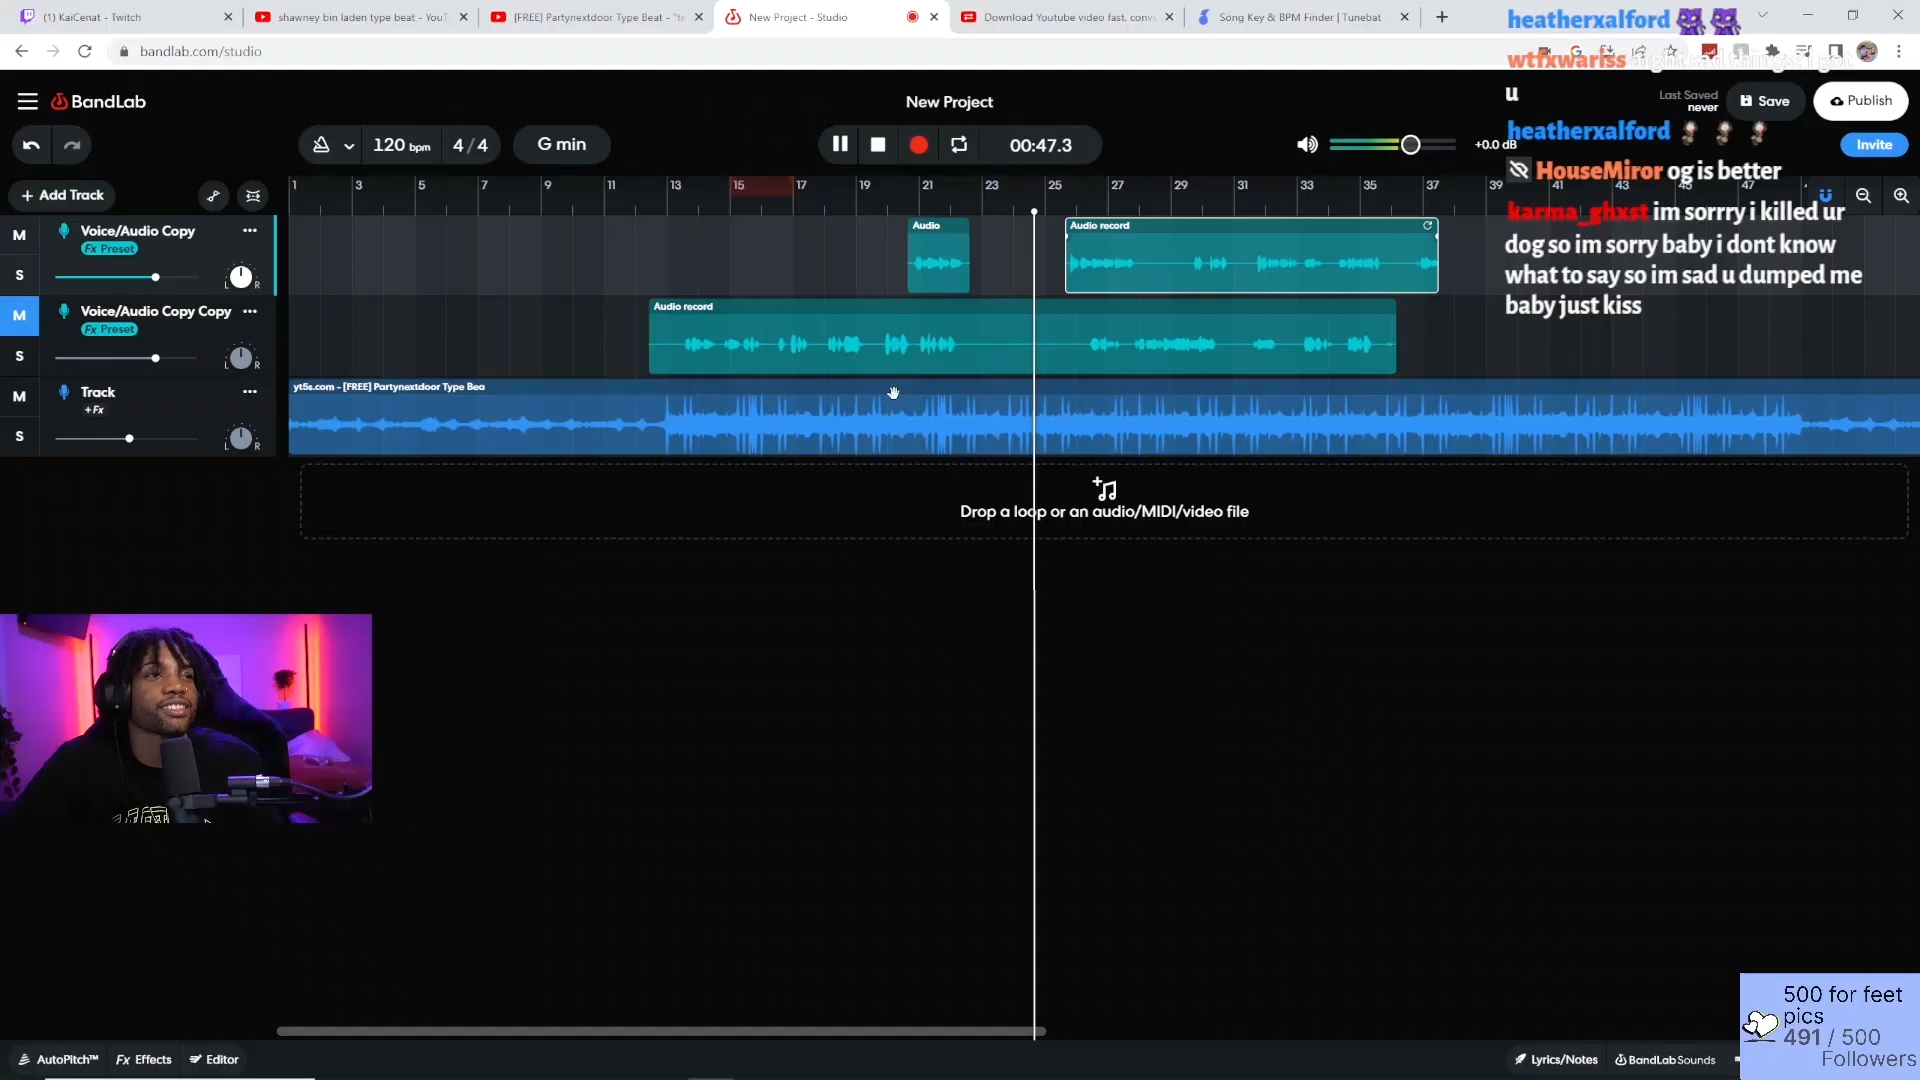 (1) KaiCenat - Twitch
shawney bin laden type beat - YouT
[FREE] Partynextdoor Type Beat - "te
New Project - Studio
Download Youtube video fast, conv
Song Key & BPM Finder | Tunebat
bandlab.com/studio
heatherxalford
wtfxwariss
u
heatherxalford
HouseMiror og is better
karma_ghxst im sorrry i killed ur
dog so im sorry baby i dont know
what to say so im sad u dumped me
baby just kiss
BandLab
New Project
Last Saved
never
Save
Publish
120 bpm
4/4
G min
00:47.3
+0.0 dB
Invite
+ Add Track
1 3 5 7 9 11 13 15 17 19 21 23 25 27 29 31 33 35 37 39 41 43 45 47
M
Voice/Audio Copy
Fx Preset
S
L R
Audio
Audio record
M
Voice/Audio Copy Copy
Fx Preset
S
L R
Audio record
M
Track
+Fx
S
L R
yt5s.com - [FREE] Partynextdoor Type Bea
Drop a loop or an audio/MIDI/video file
500 for feet
pics
491 / 500
Followers
AutoPitch™
Fx Effects
Editor
Lyrics/Notes
BandLab Sounds